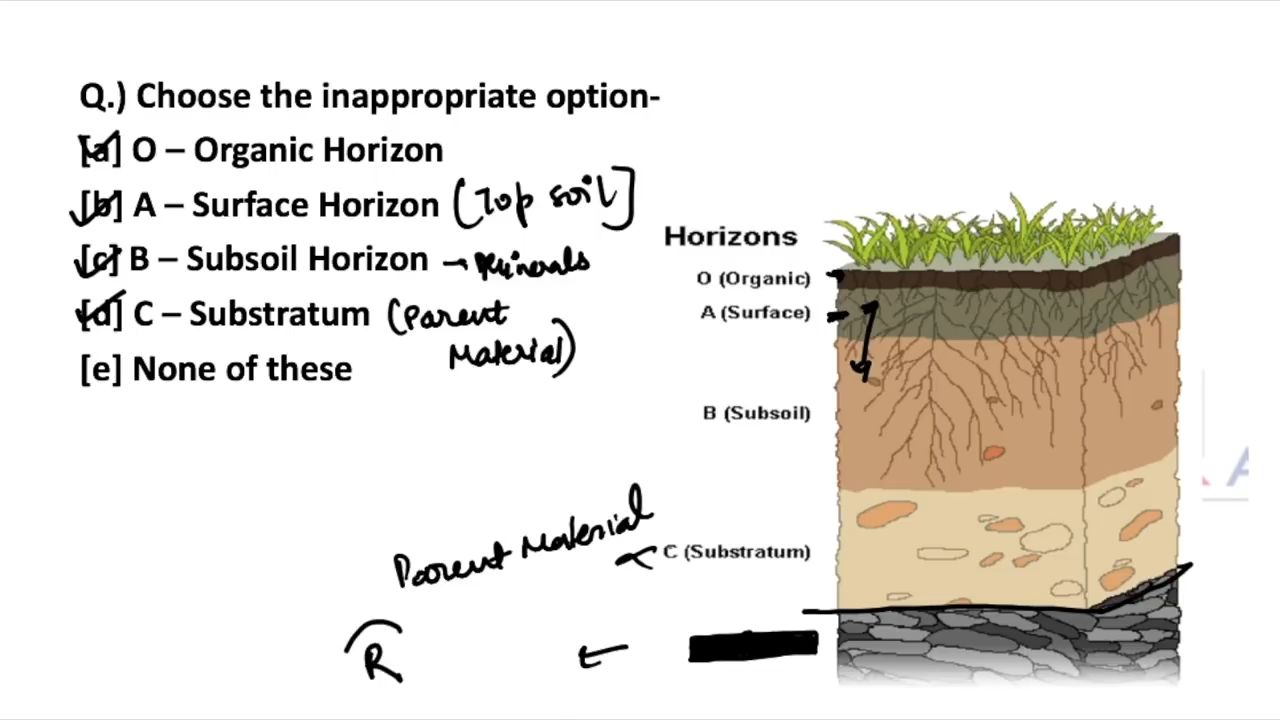 Q.) Choose the inappropriate option-
[a] O – Organic Horizon
[b] A – Surface Horizon (Top soil]
[c] B – Subsoil Horizon – Minerals
[d] C – Substratum (Parent
Material)
[e] None of these
Horizons
O (Organic)
A (Surface)
B (Subsoil)
Parent Material
C (Substratum)
R
A